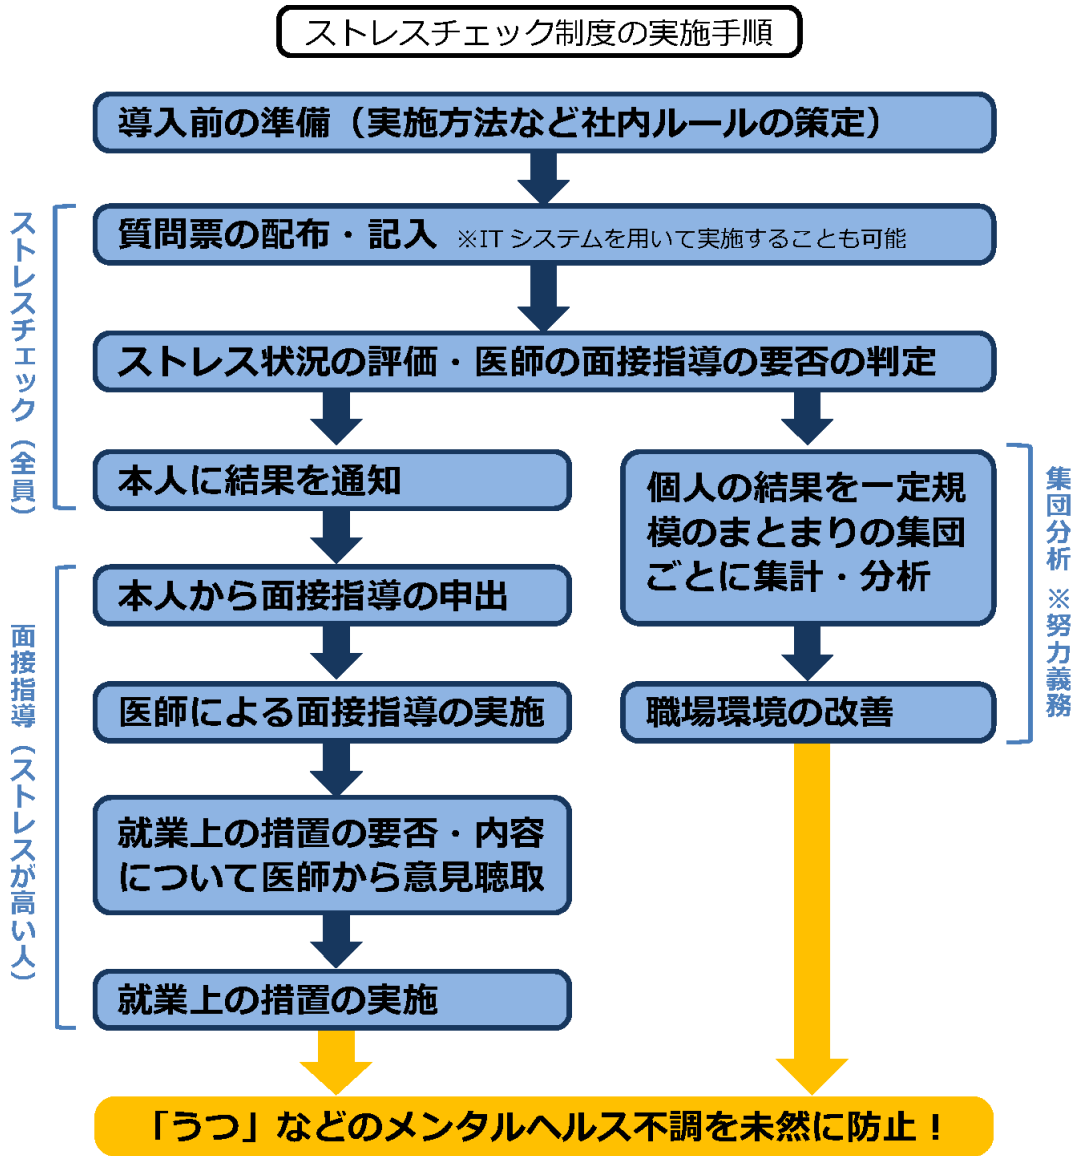 ストレスチェック制度の実施手順
導入前の準備（実施方法など社内ルールの策定）
ストレスチェック（全員）
質問票の配布・記入 ※IT システムを用いて実施することも可能
ストレス状況の評価・医師の面接指導の要否の判定
本人に結果を通知
面接指導（ストレスが高い人）
本人から面接指導の申出
医師による面接指導の実施
就業上の措置の要否・内容
について医師から意見聴取
就業上の措置の実施
個人の結果を一定規
模のまとまりの集団
ごとに集計・分析
職場環境の改善
集団分析 ※努力義務
「うつ」などのメンタルヘルス不調を未然に防止！